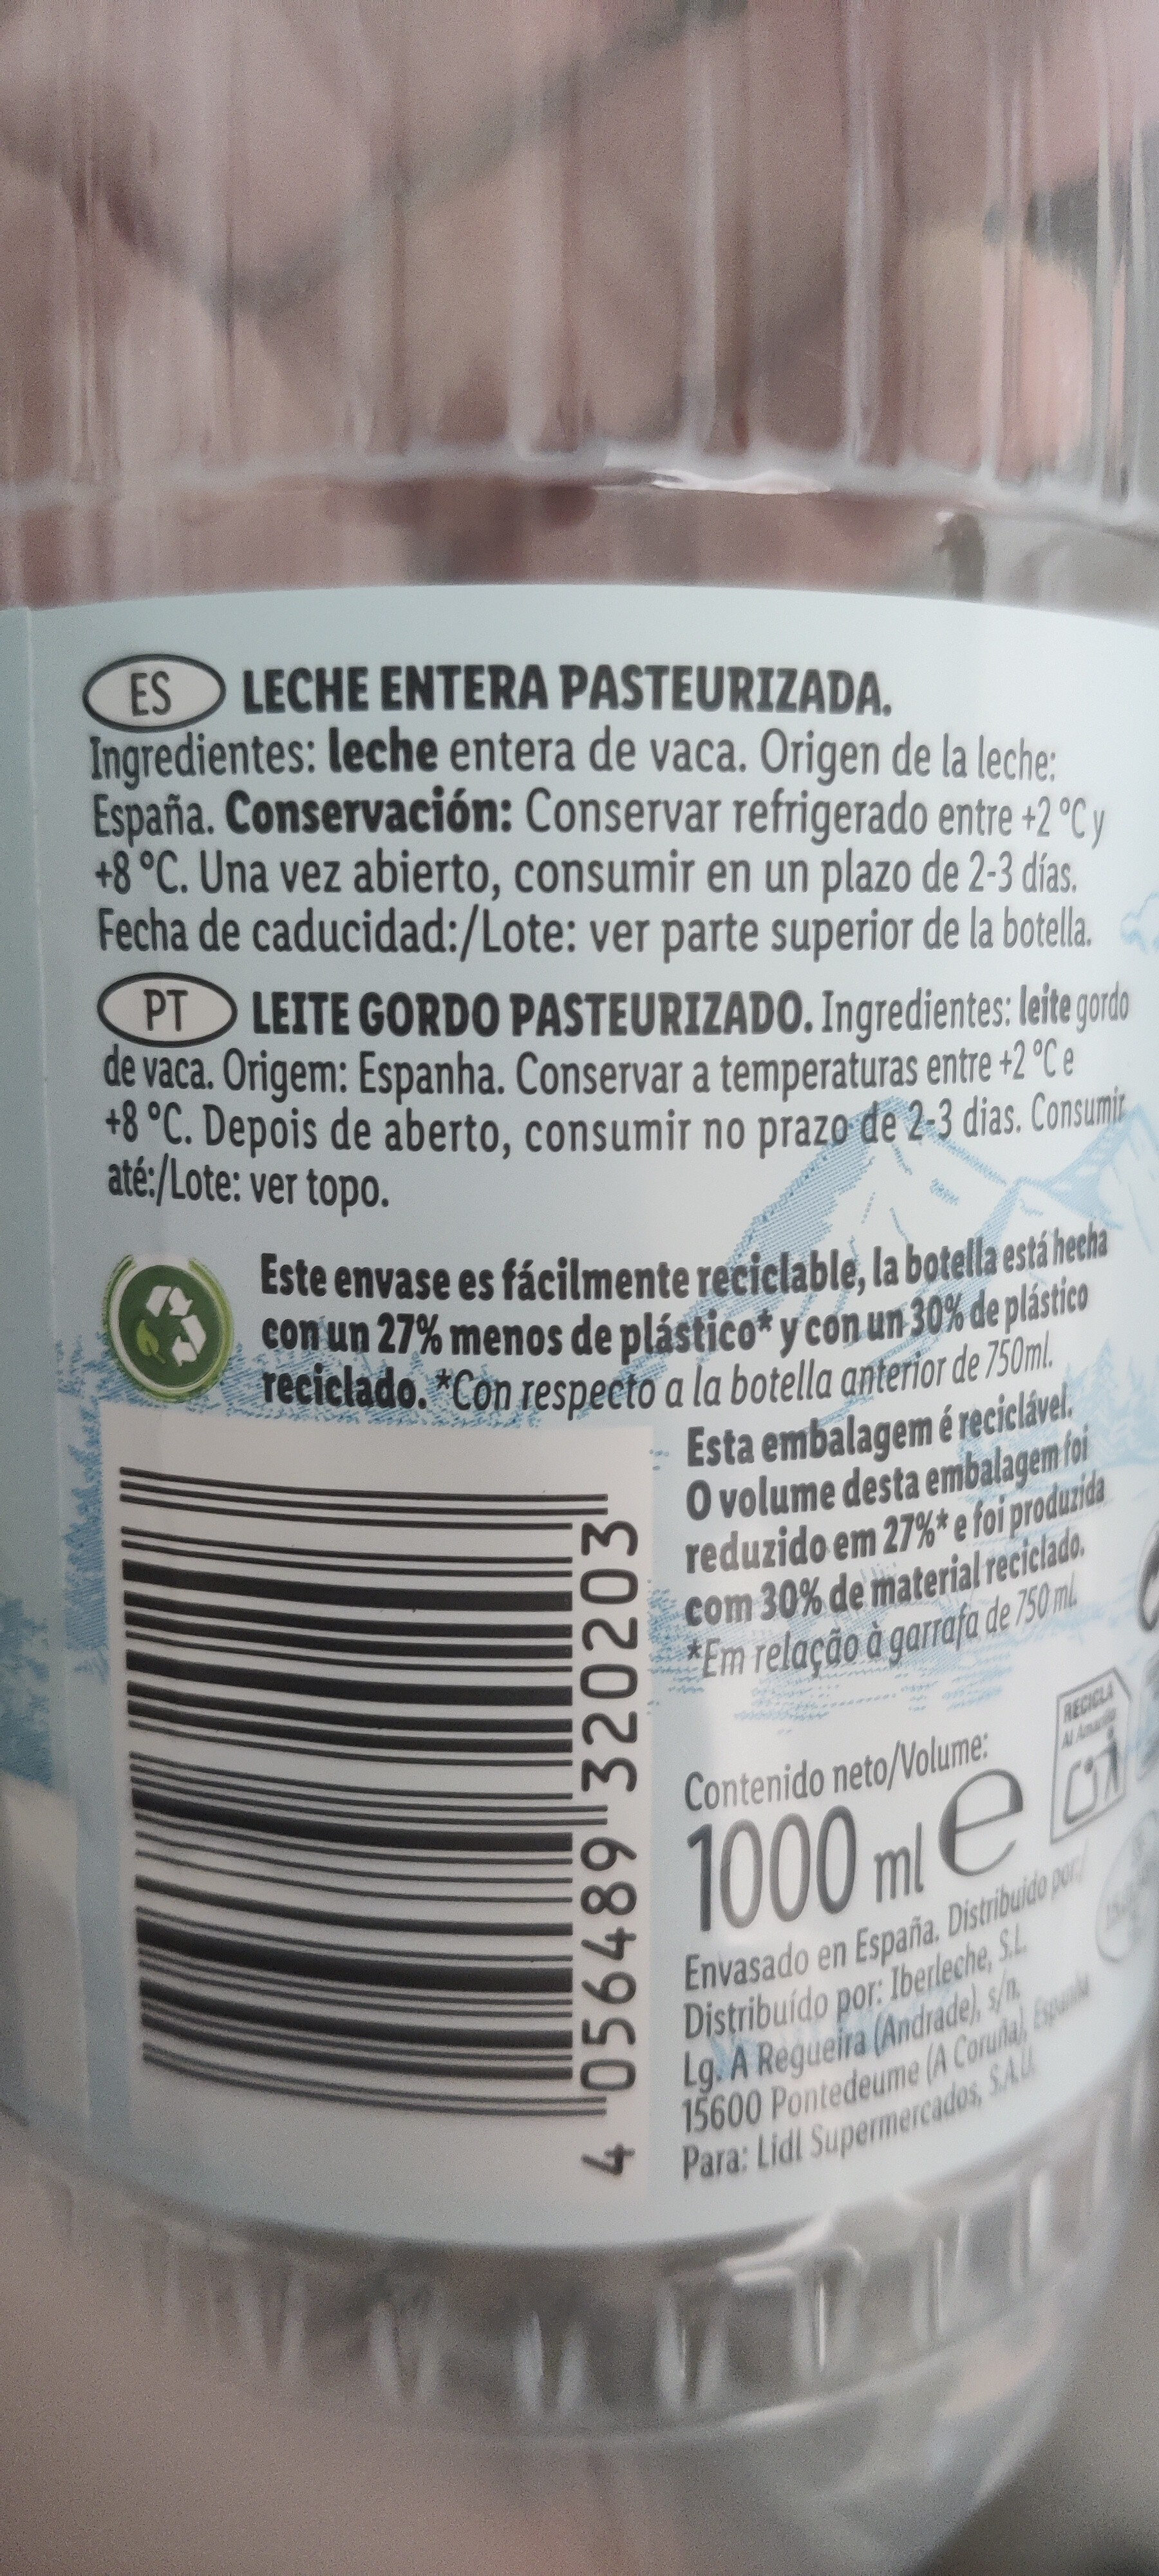 ES LECHE ENTERA PASTEURIZADA.
Ingredientes: leche entera de vaca. Origen de la leche:
España. Conservación: Conservar refrigerado entre +2 °C y
+8 °C. Una vez abierto, consumir en un plazo de 2-3 días.
Fecha de caducidad:/Lote: ver parte superior de la botella.
PT LEITE GORDO PASTEURIZADO. Ingredientes: leite gordo
de vaca. Origem: Espanha. Conservar a temperaturas entre +2 °C e
+8 °C. Depois de aberto, consumir no prazo de 2-3 dias. Consumir
até:/Lote: ver topo.
Este envase es fácilmente reciclable, la botella está hecha
con un 27% menos de plástico* y con un 30% de plástico
reciclado. *Con respecto a la botella anterior de 750ml.
Esta embalagem é reciclável.
O volume desta embalagem foi
reduzido em 27%* e foi produzida
com 30% de material reciclado.
*Em relação à garrafa de 750 ml.
4 056489 320203
Contenido neto/Volume:
1000 ml e
RECICLA
Al Amarillo
Envasado en España. Distribuido por:/
Distribuído por: Iberleche, S.L.
Lg. A Regueira (Andrade), s/n.
15600 Pontedeume (A Coruña), Espanha
Para: Lidl Supermercados, S.A.U.